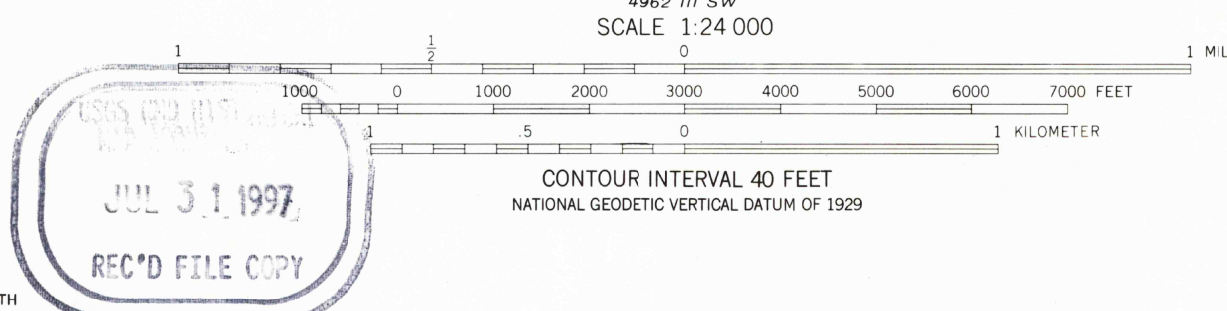 4962 III SW
SCALE 1:24 000
1 1/2 0 1 MIL
1000 0 1000 2000 3000 4000 5000 6000 7000 FEET
1 .5 0 1 KILOMETER
CONTOUR INTERVAL 40 FEET
NATIONAL GEODETIC VERTICAL DATUM OF 1929
USGS
JUL 31 1997
REC'D FILE COPY
TH